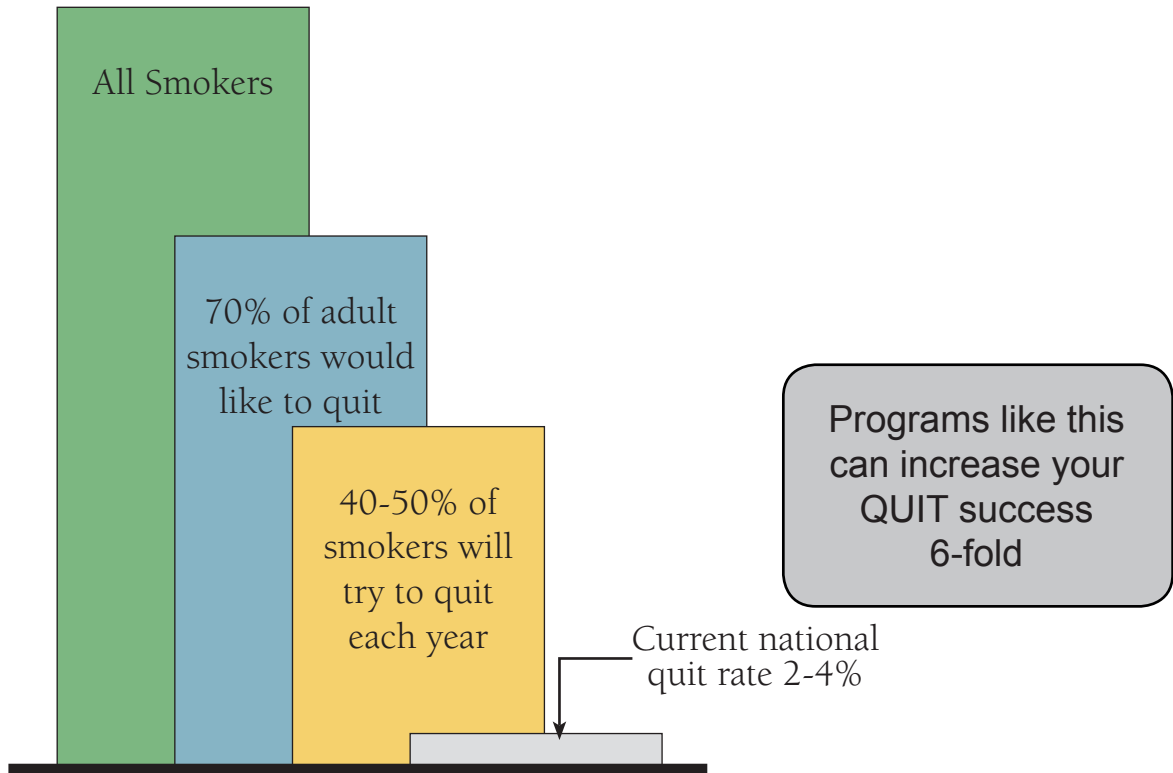 All Smokers
70% of adult
smokers would
like to quit
40-50% of
smokers will
try to quit
each year
Current national
quit rate 2-4%
Programs like this
can increase your
QUIT success
6-fold